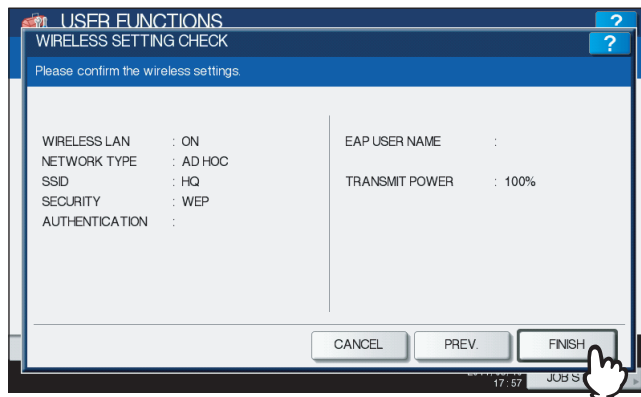 USER FUNCTIONS
?
WIRELESS SETTING CHECK
?
Please confirm the wireless settings.
WIRELESS LAN : ON
NETWORK TYPE : AD HOC
SSID : HQ
SECURITY : WEP
AUTHENTICATION :
EAP USER NAME :
TRANSMIT POWER : 100%
CANCEL
PREV.
FINISH
17:57
JOB S